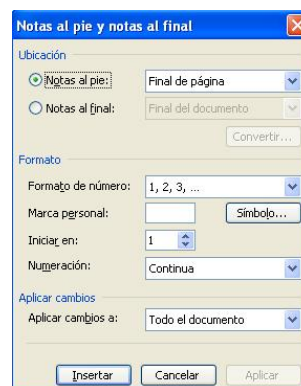 Notas al pie y notas al final
Ubicación
Notas al pie: Final de página
Notas al final: Final del documento
Convertir...
Formato
Formato de número: 1, 2, 3, ...
Marca personal: Símbolo...
Iniciar en: 1
Numeración: Continua
Aplicar cambios
Aplicar cambios a: Todo el documento
Insertar Cancelar Aplicar